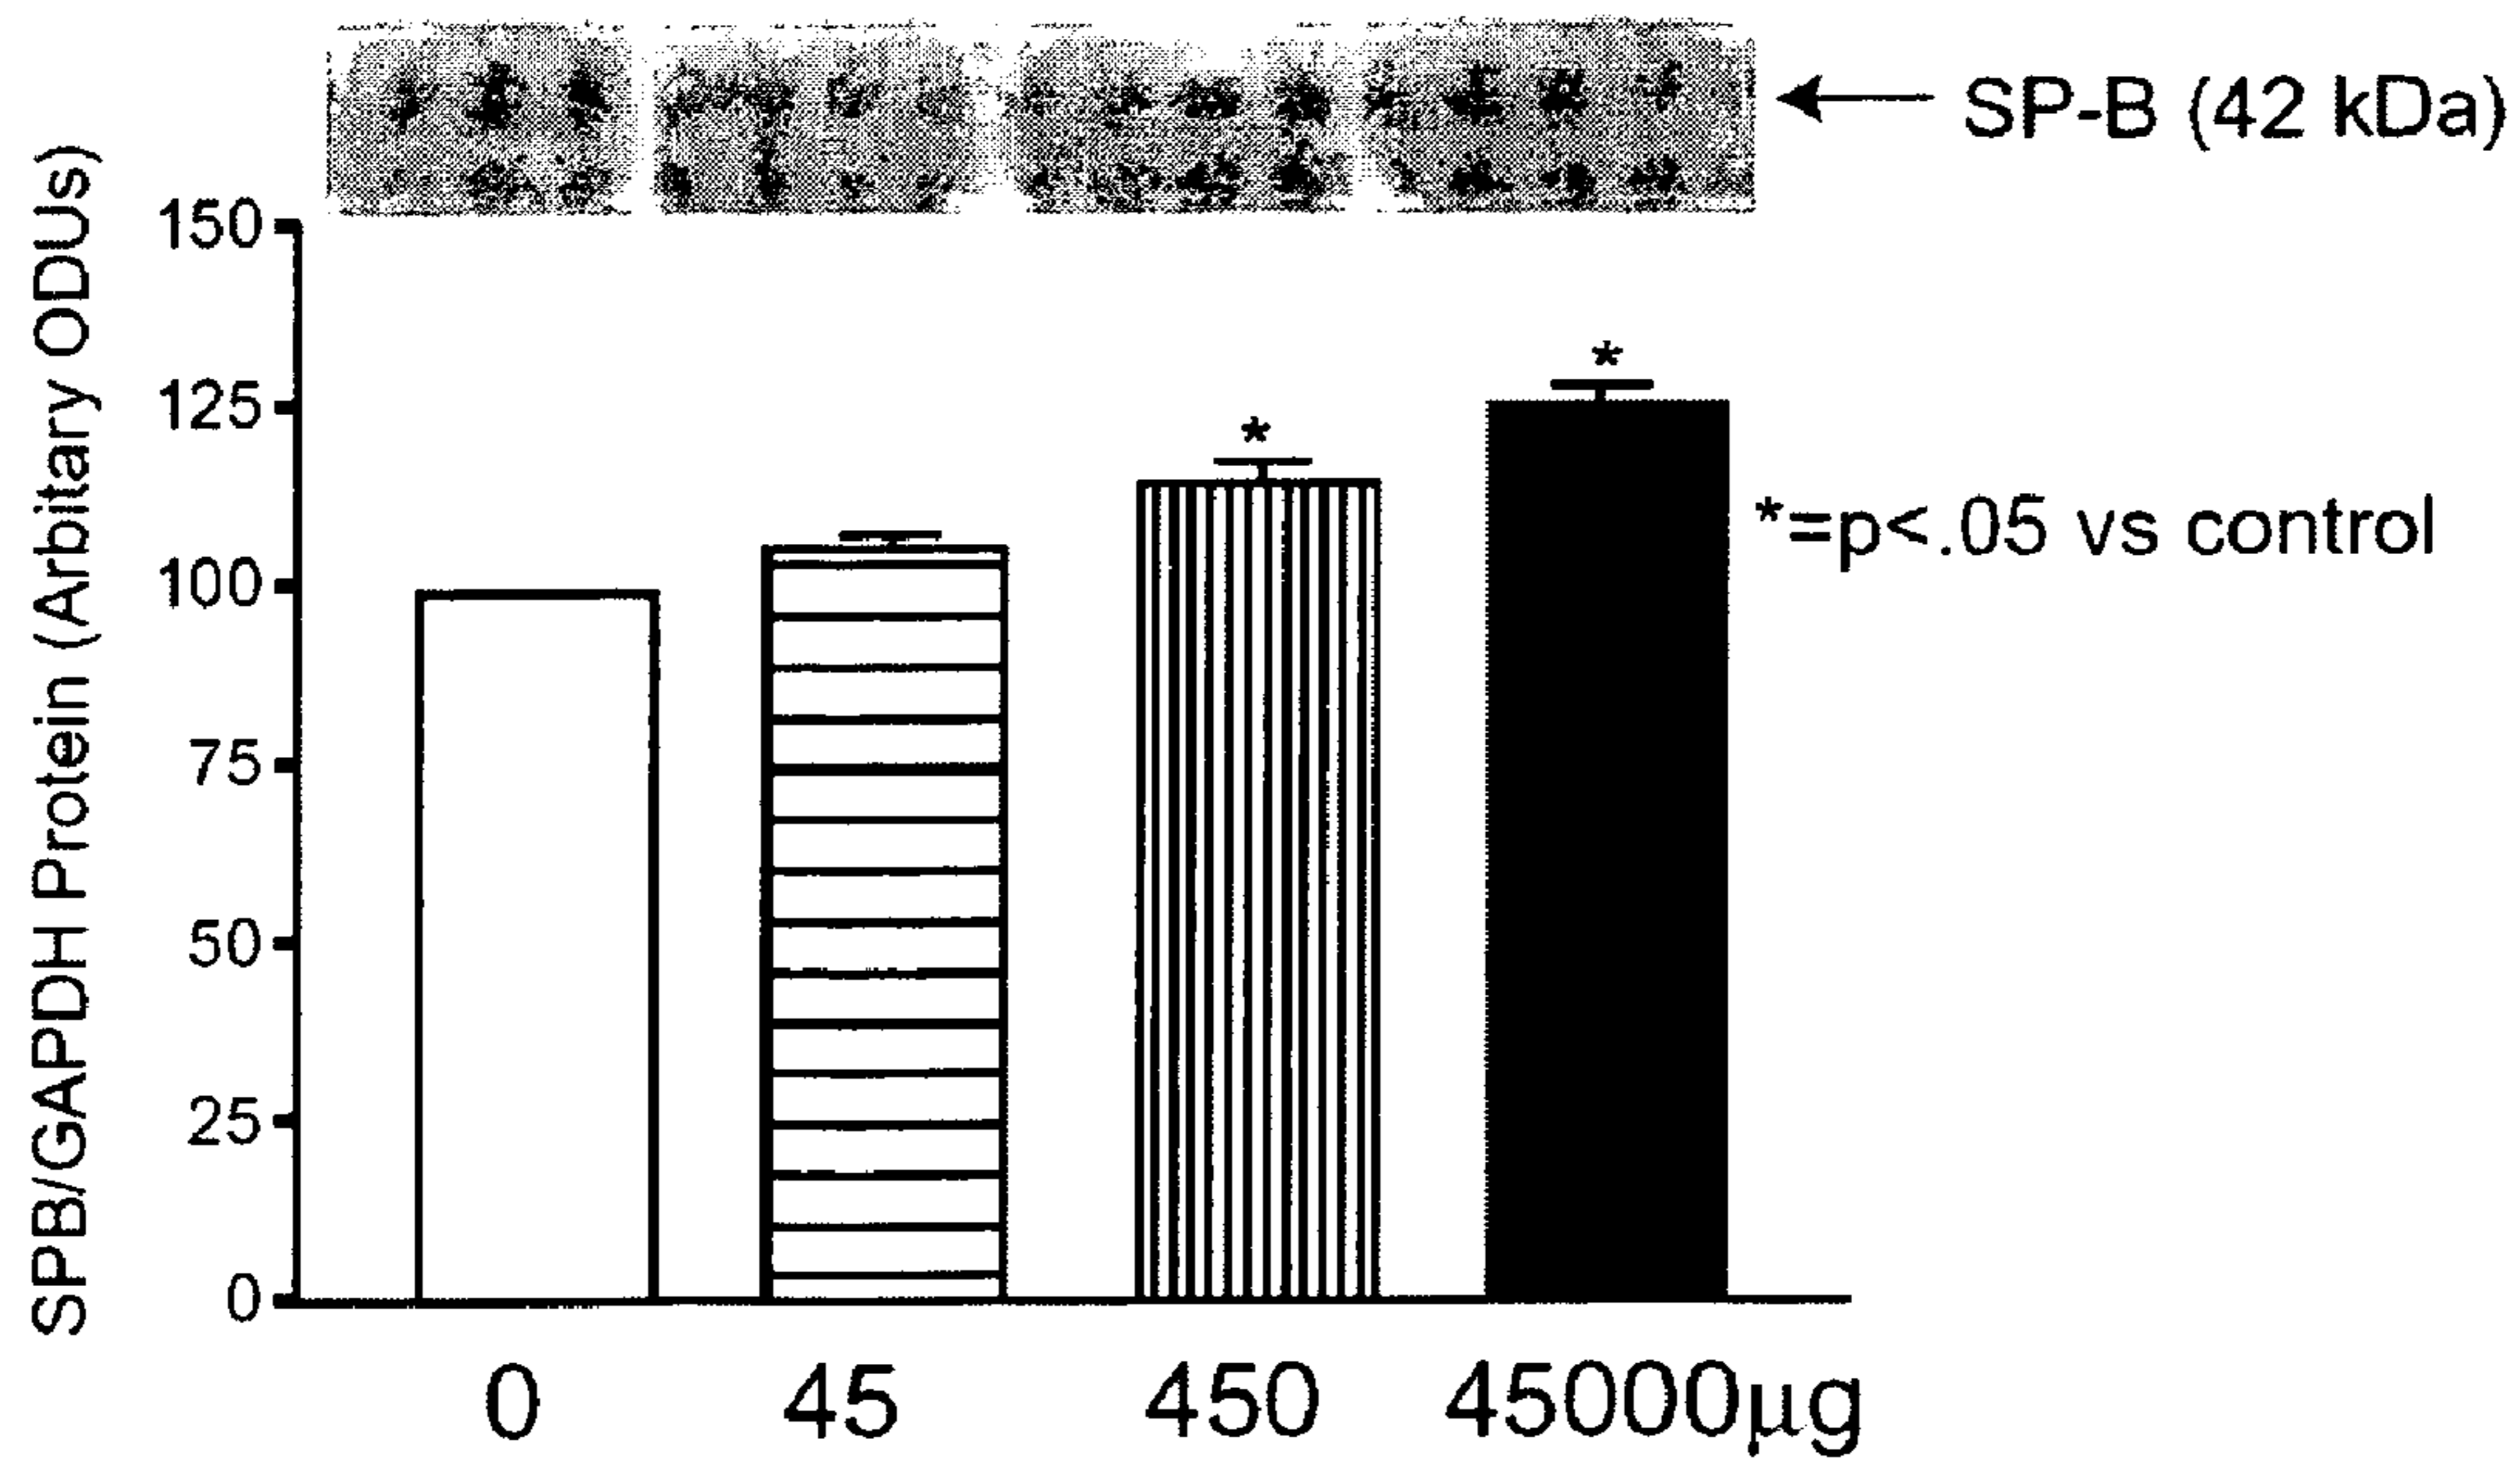 SP-B (42 kDa)
SPB/GAPDH Protein (Arbitary ODUs)
150
125
100
75
50
25
0
*
*
*=p<.05 vs control
0 45 450 45000µg